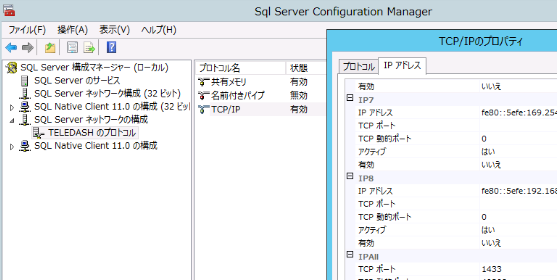 Sql Server Configuration Manager
ファイル(F) 操作(A) 表示(V) ヘルプ(H)
SQL Server 構成マネージャー (ローカル)
SQL Server のサービス
SQL Server ネットワーク構成 (32 ビット)
SQL Native Client 11.0 の構成 (32 ビッ
SQL Server ネットワークの構成
TELEDASH のプロトコル
SQL Native Client 11.0 の構成
プロトコル名 状態
共有メモリ 有効
名前付きパイプ 無効
TCP/IP 有効
TCP/IPのプロパティ
プロトコル IP アドレス
有効 いいえ
IP7
IP アドレス fe80::5efe:169.254
TCP ポート
TCP 動的ポート 0
アクティブ はい
有効 いいえ
IP8
IP アドレス fe80::5efe:192.168
TCP ポート
TCP 動的ポート 0
アクティブ はい
有効 いいえ
IPAll
TCP ポート 1433